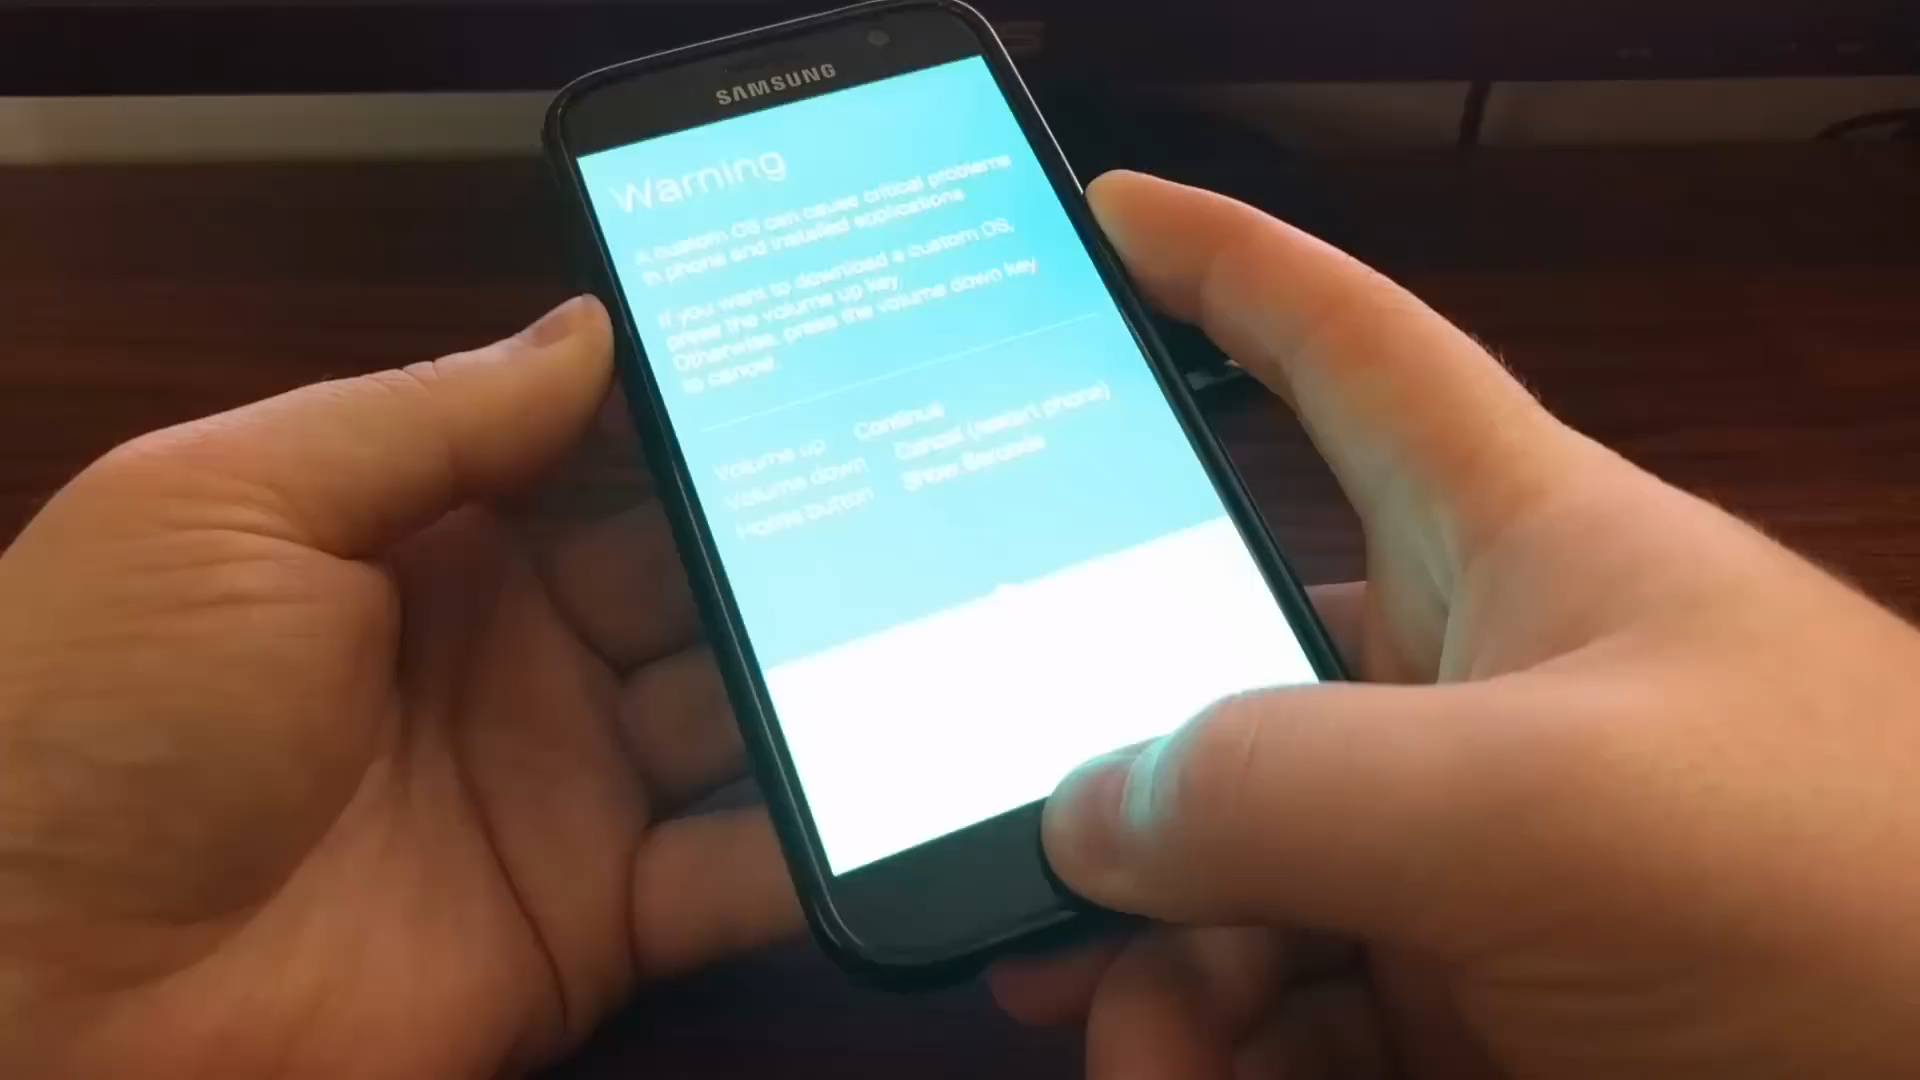 SAMSUNG
Warning
A custom OS can cause critical problems
in phone and installed applications
If you want to download a custom OS,
press the volume up key.
Otherwise, press the volume down key
to cancel.
Volume up Continue
Volume down Cancel (restart phone)
Home button Show Barcode